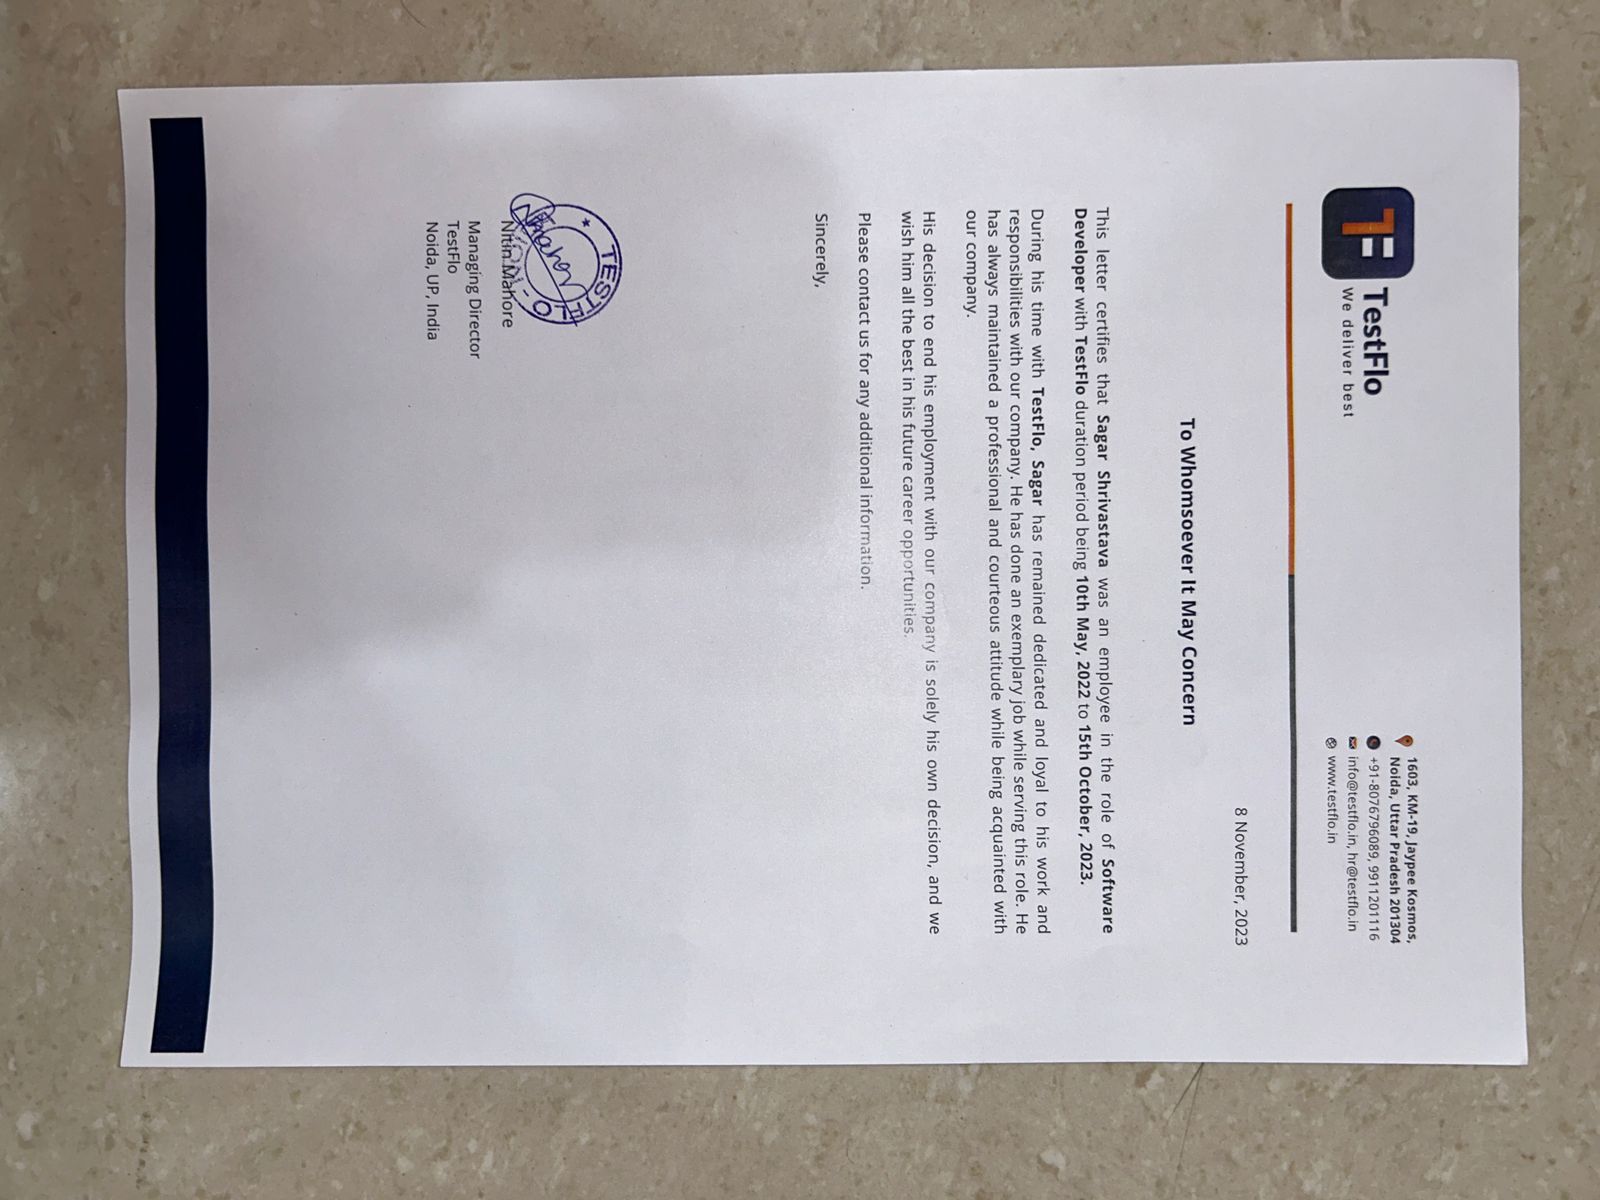 TF
TestFlo
We deliver best
1603, KM-19, Jaypee Kosmos,
Noida, Uttar Pradesh 201304
+91-8076796089, 9911201116
info@testflo.in, hr@testflo.in
www.testflo.in
8 November, 2023
To Whomsoever It May Concern
This letter certifies that Sagar Shrivastava was an employee in the role of Software
Developer with TestFlo duration period being 10th May, 2022 to 15th October, 2023.
During his time with TestFlo, Sagar has remained dedicated and loyal to his work and
responsibilities with our company. He has done an exemplary job while serving this role. He
has always maintained a professional and courteous attitude while being acquainted with
our company.
His decision to end his employment with our company is solely his own decision, and we
wish him all the best in his future career opportunities.
Please contact us for any additional information.
Sincerely,
TESTFLO
Nitin Mahore
Managing Director
TestFlo
Noida, UP, India